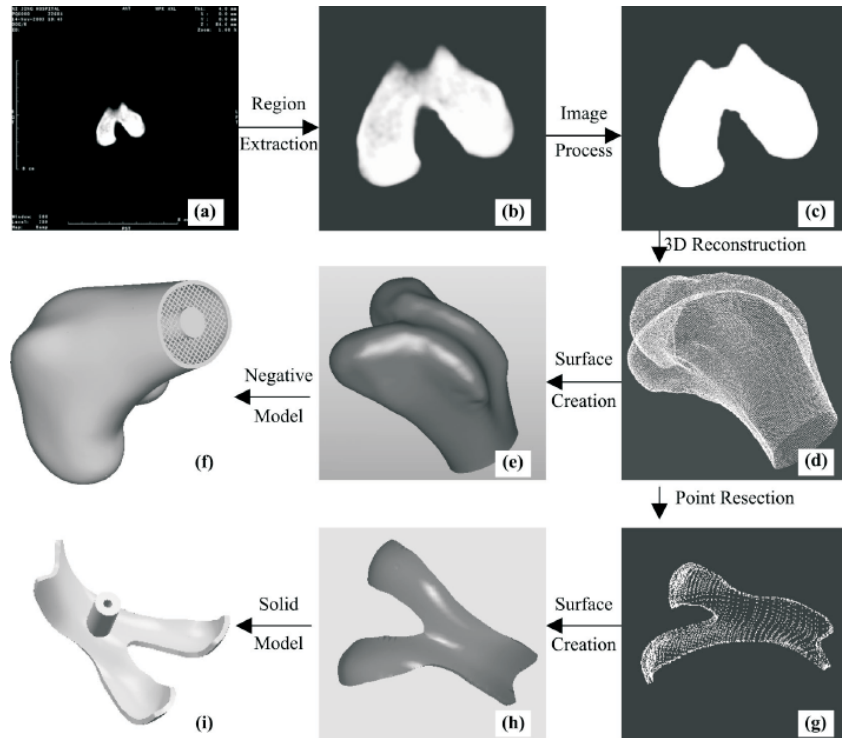 Region
Extraction
Image
Process
(a)
(b)
(c)
3D Reconstruction
Negative
Model
Surface
Creation
(f)
(e)
(d)
Point Resection
Solid
Model
Surface
Creation
(i)
(h)
(g)